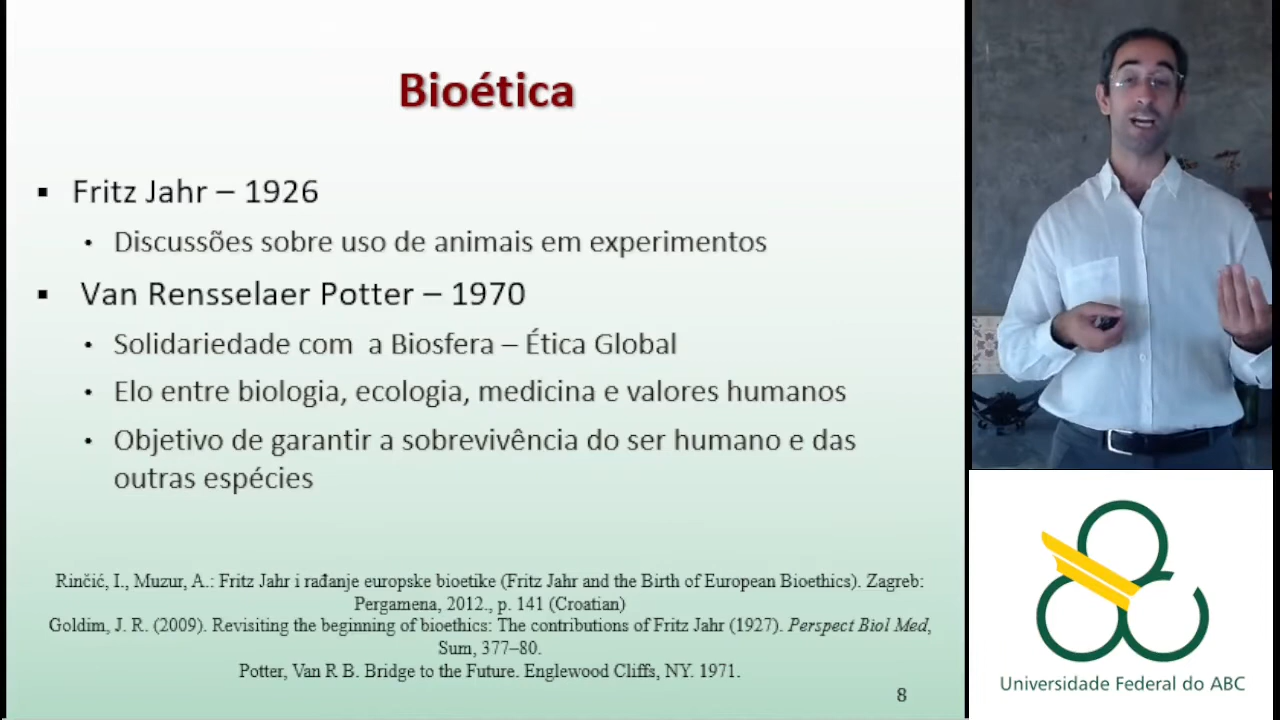 Bioética
▪ Fritz Jahr – 1926
• Discussões sobre uso de animais em experimentos
▪ Van Rensselaer Potter – 1970
• Solidariedade com a Biosfera – Ética Global
• Elo entre biologia, ecologia, medicina e valores humanos
• Objetivo de garantir a sobrevivência do ser humano e das
outras espécies
Rinčić, I., Muzur, A.: Fritz Jahr i rađanje europske bioetike (Fritz Jahr and the Birth of European Bioethics). Zagreb:
Pergamena, 2012., p. 141 (Croatian)
Goldim, J. R. (2009). Revisiting the beginning of bioethics: The contributions of Fritz Jahr (1927). Perspect Biol Med,
Sum, 377–80.
Potter, Van R B. Bridge to the Future. Englewood Cliffs, NY. 1971.
8
Universidade Federal do ABC